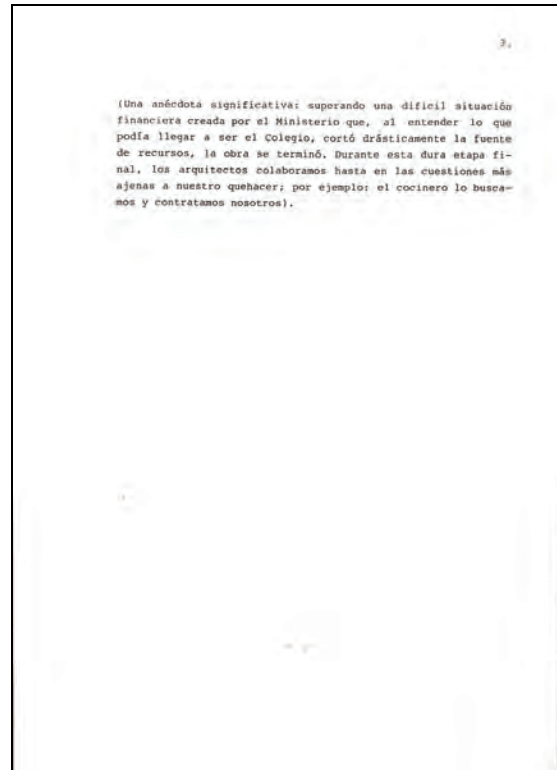 3.
(Una anécdota significativa: superando una difícil situación
financiera creada por el Ministerio que, al entender lo que
podía llegar a ser el Colegio, cortó drásticamente la fuente
de recursos, la obra se terminó. Durante esta dura etapa fi-
nal, los arquitectos colaboramos hasta en las cuestiones más
ajenas a nuestro quehacer; por ejemplo: el cocinero lo busca-
mos y contratamos nosotros).